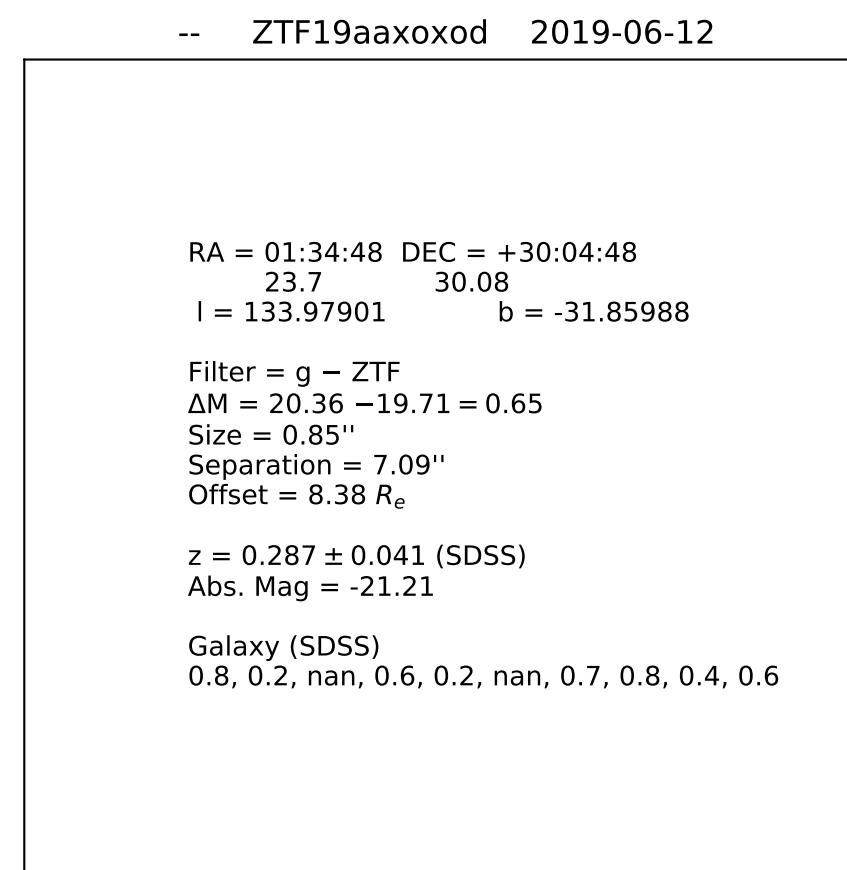 -- ZTF19aaxoxod 2019-06-12
RA = 01:34:48 DEC = +30:04:48
23.7 30.08
l = 133.97901 b = -31.85988
Filter = g − ZTF
ΔM = 20.36 −19.71 = 0.65
Size = 0.85''
Separation = 7.09''
Offset = 8.38 Re
z = 0.287 ± 0.041 (SDSS)
Abs. Mag = -21.21
Galaxy (SDSS)
0.8, 0.2, nan, 0.6, 0.2, nan, 0.7, 0.8, 0.4, 0.6